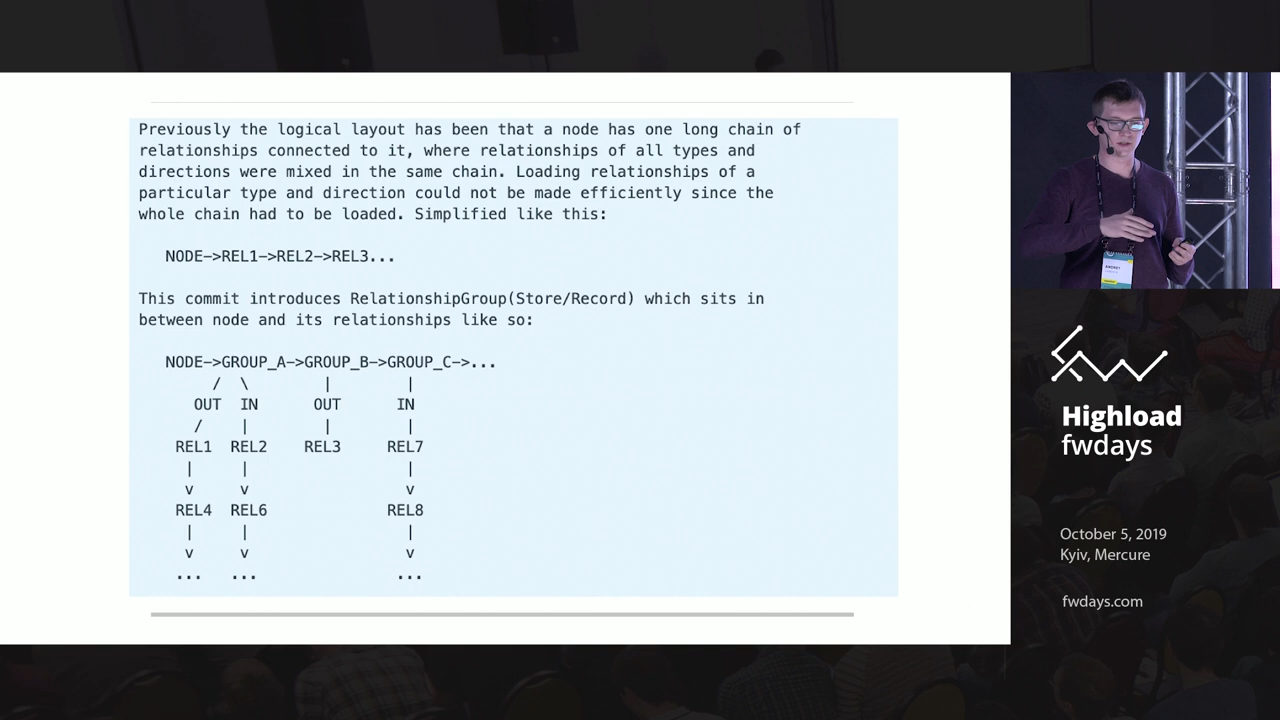 Previously the logical layout has been that a node has one long chain of
relationships connected to it, where relationships of all types and
directions were mixed in the same chain. Loading relationships of a
particular type and direction could not be made efficiently since the
whole chain had to be loaded. Simplified like this:
NODE->REL1->REL2->REL3...
This commit introduces RelationshipGroup(Store/Record) which sits in
between node and its relationships like so:
NODE->GROUP_A->GROUP_B->GROUP_C->...
/ \ | |
OUT IN OUT IN
/ | | |
REL1 REL2 REL3 REL7
| | |
v v v
REL4 REL6 REL8
| | |
v v v
... ... ...
ANDREY
Highload
fwdays
October 5, 2019
Kyiv, Mercure
fwdays.com